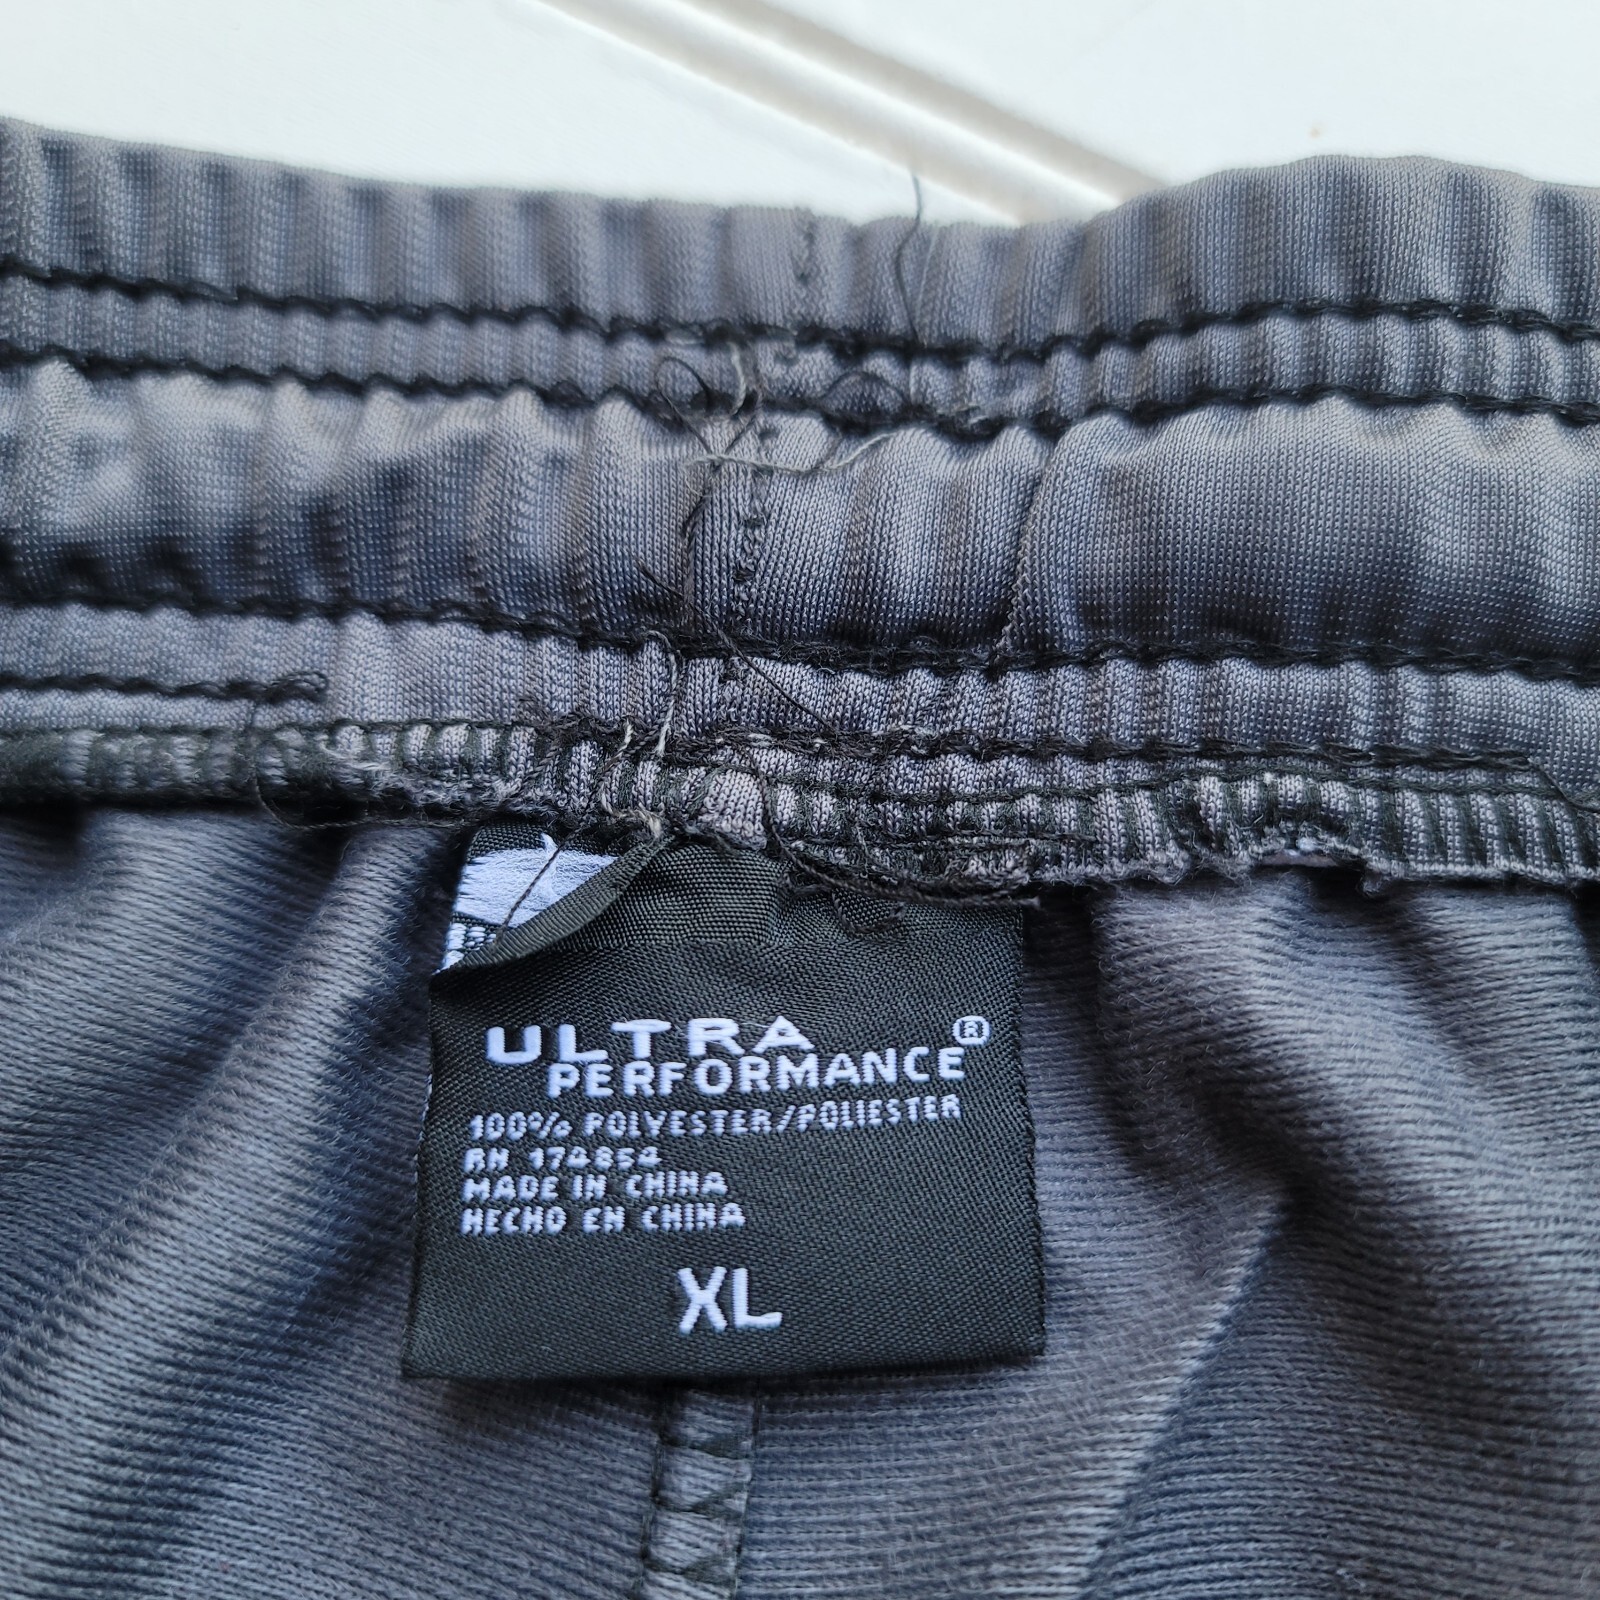 ULTRA
PERFORMANCE®
100% POLYESTER/POLIESTER
RN 174854
MADE IN CHINA
HECHO EN CHINA
XL